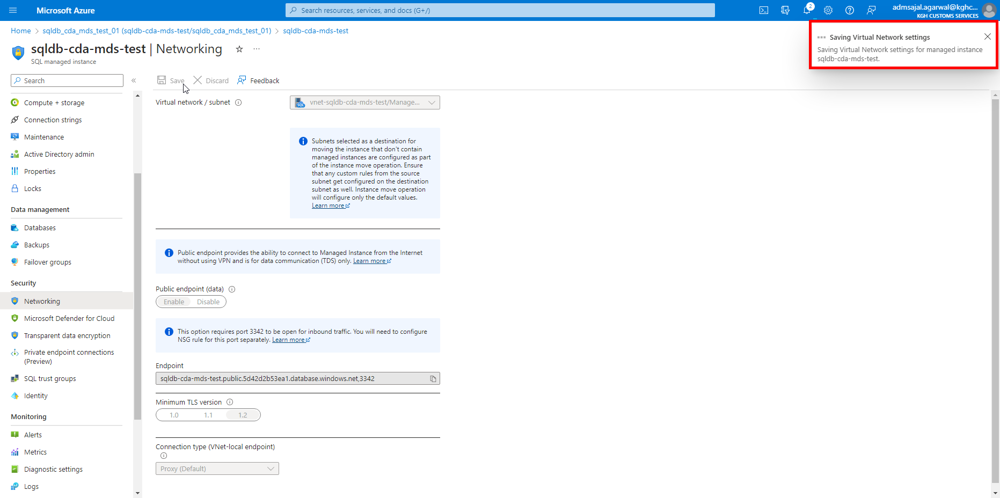 Microsoft Azure
Search resources, services, and docs (G+/)
2
admsajal.agarwal@kghc...
KGH CUSTOMS SERVICES
Home > sqldb_cda_mds_test_01 (sqldb-cda-mds-test/sqldb_cda_mds_test_01) > sqldb-cda-mds-test
sqldb-cda-mds-test | Networking
SQL managed instance
Saving Virtual Network settings
Saving Virtual Network settings for managed instance
sqldb-cda-mds-test.
Search
Save
Discard
Feedback
Compute + storage
Connection strings
Maintenance
Active Directory admin
Properties
Locks
Data management
Databases
Backups
Failover groups
Security
Networking
Microsoft Defender for Cloud
Transparent data encryption
Private endpoint connections
(Preview)
SQL trust groups
Identity
Monitoring
Alerts
Metrics
Diagnostic settings
Logs
Virtual network / subnet
SQL
vnet-sqldb-cda-mds-test/Manage...
Subnets selected as a destination for
moving the instance that don't contain
managed instances are configured as part
of the instance move operation. Ensure
that any custom rules from the source
subnet get configured on the destination
subnet as well. Instance move operation
will configure only the default values.
Learn more
Public endpoint provides the ability to connect to Managed Instance from the Internet
without using VPN and is for data communication (TDS) only. Learn more
Public endpoint (data)
Enable
Disable
This option requires port 3342 to be open for inbound traffic. You will need to configure
NSG rule for this port separately. Learn more
Endpoint
sqldb-cda-mds-test.public.5d42d2b53ea1.database.windows.net,3342
Minimum TLS version
1.0
1.1
1.2
Connection type (VNet-local endpoint)
Proxy (Default)